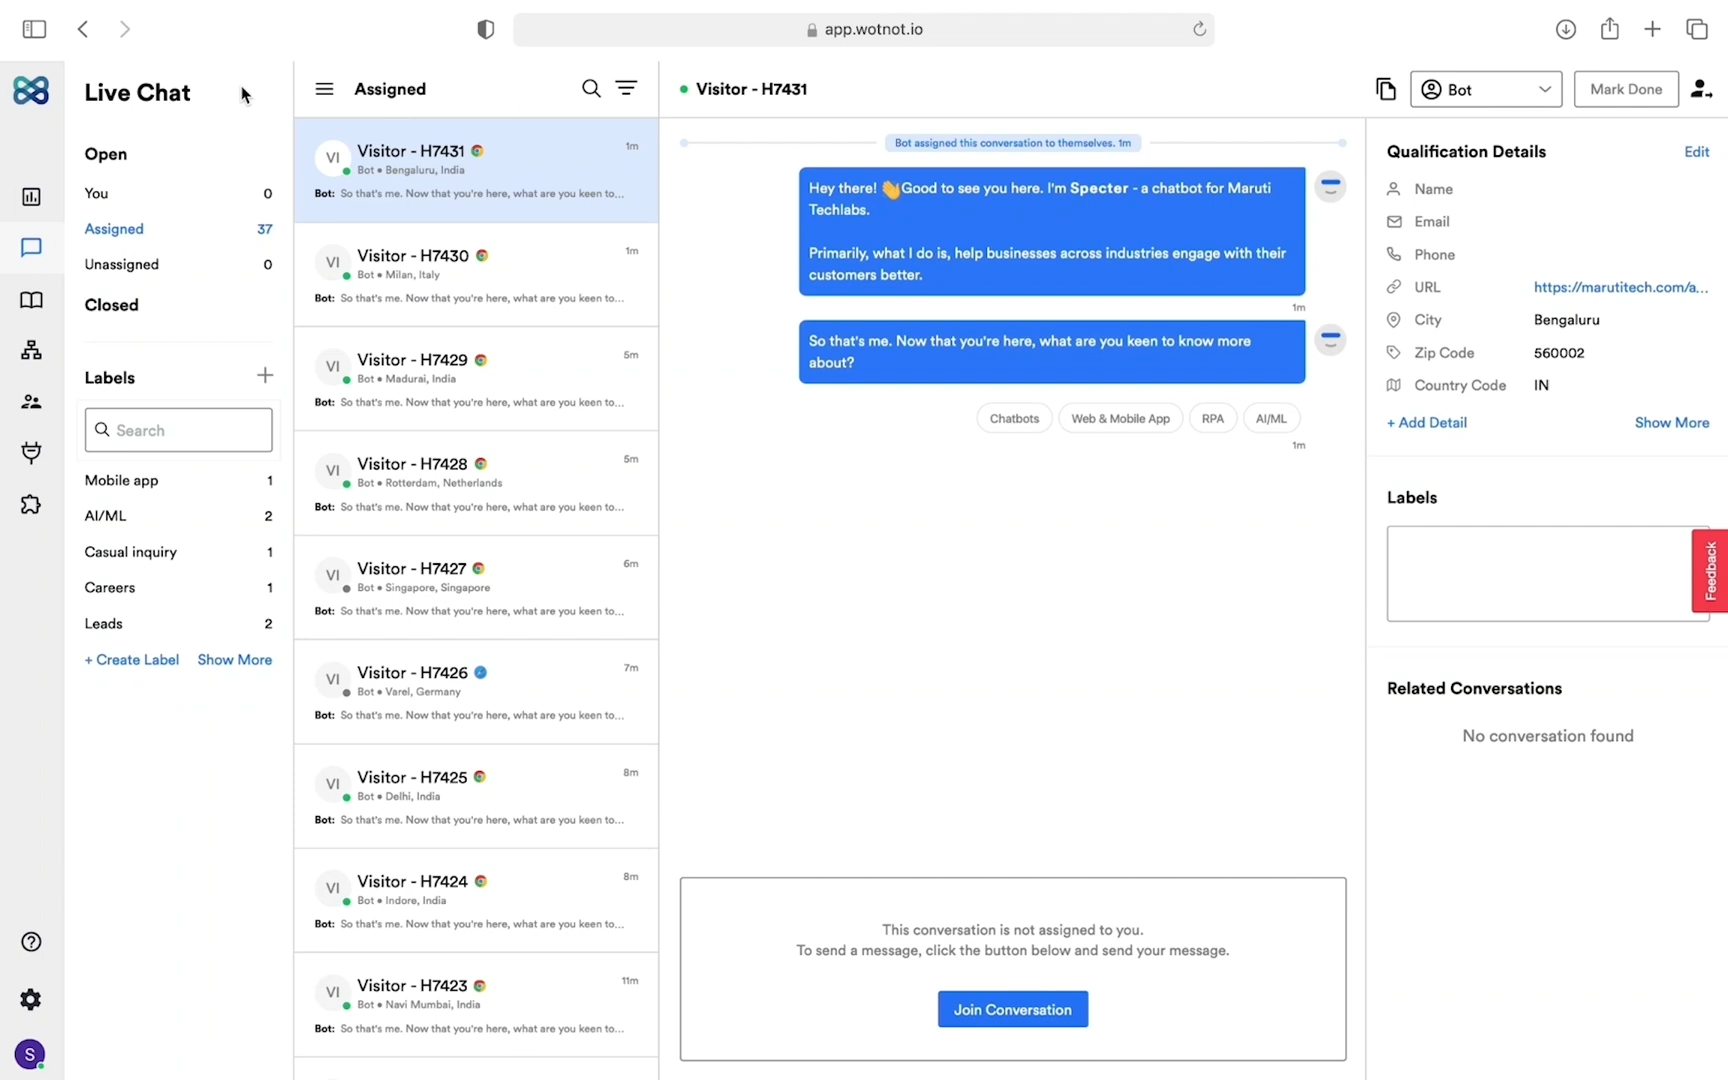 app.wotnot.io
Live Chat
Open
You 0
Assigned 37
Unassigned 0
Closed
Labels
Search
Mobile app 1
AI/ML 2
Casual inquiry 1
Careers 1
Leads 2
+ Create Label Show More
S
Assigned
VI Visitor - H7431 1m
Bot • Bengaluru, India
Bot: So that's me. Now that you're here, what are you keen to...
VI Visitor - H7430 1m
Bot • Milan, Italy
Bot: So that's me. Now that you're here, what are you keen to...
VI Visitor - H7429 5m
Bot • Madurai, India
Bot: So that's me. Now that you're here, what are you keen to...
VI Visitor - H7428 5m
Bot • Rotterdam, Netherlands
Bot: So that's me. Now that you're here, what are you keen to...
VI Visitor - H7427 6m
Bot • Singapore, Singapore
Bot: So that's me. Now that you're here, what are you keen to...
VI Visitor - H7426 7m
Bot • Varel, Germany
Bot: So that's me. Now that you're here, what are you keen to...
VI Visitor - H7425 8m
Bot • Delhi, India
Bot: So that's me. Now that you're here, what are you keen to...
VI Visitor - H7424 8m
Bot • Indore, India
Bot: So that's me. Now that you're here, what are you keen to...
VI Visitor - H7423 11m
Bot • Navi Mumbai, India
Bot: So that's me. Now that you're here, what are you keen to...
Visitor - H7431
Bot
Mark Done
Bot assigned this conversation to themselves. 1m
Hey there! 👋Good to see you here. I'm Specter - a chatbot for Maruti
Techlabs.
Primarily, what I do is, help businesses across industries engage with their
customers better.
1m
So that's me. Now that you're here, what are you keen to know more
about?
Chatbots Web & Mobile App RPA AI/ML
1m
This conversation is not assigned to you.
To send a message, click the button below and send your message.
Join Conversation
Qualification Details Edit
Name
Email
Phone
URL https://marutitech.com/a...
City Bengaluru
Zip Code 560002
Country Code IN
+ Add Detail Show More
Labels
Feedback
Related Conversations
No conversation found